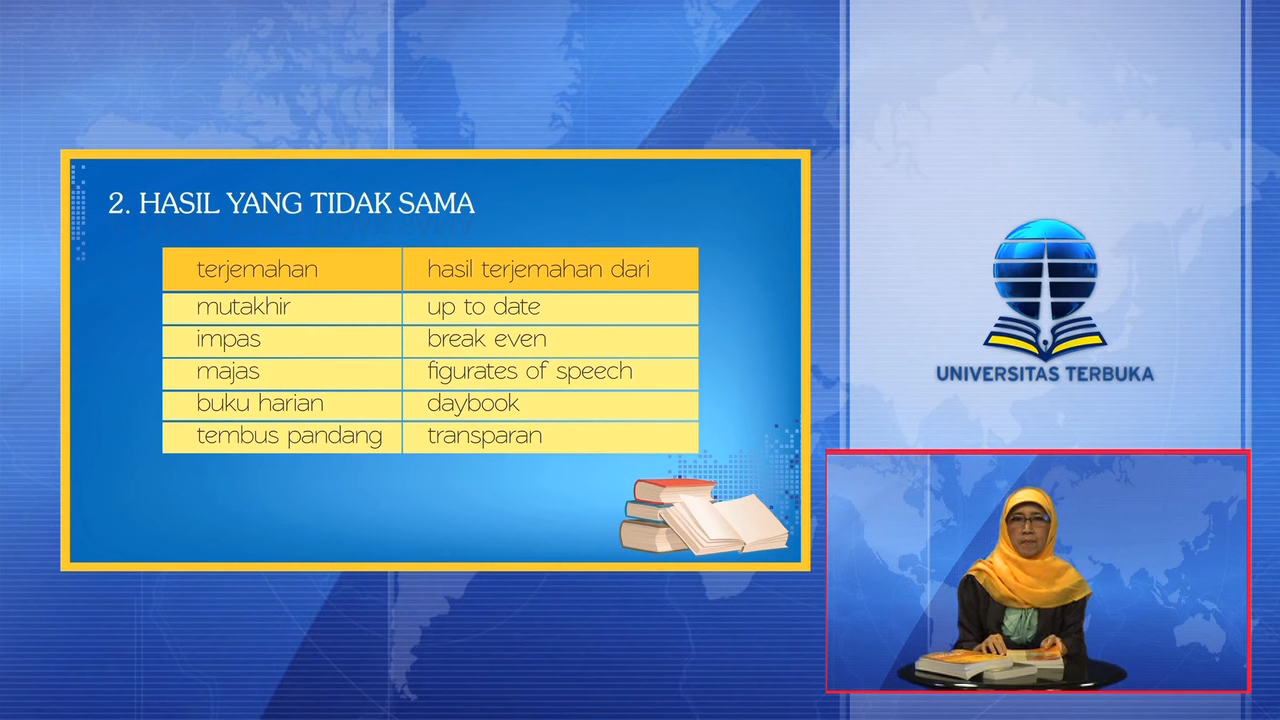 2. HASIL YANG TIDAK SAMA
terjemahan hasil terjemahan dari
mutakhir up to date
impas break even
majas figurates of speech
buku harian daybook
tembus pandang transparan
UNIVERSITAS TERBUKA